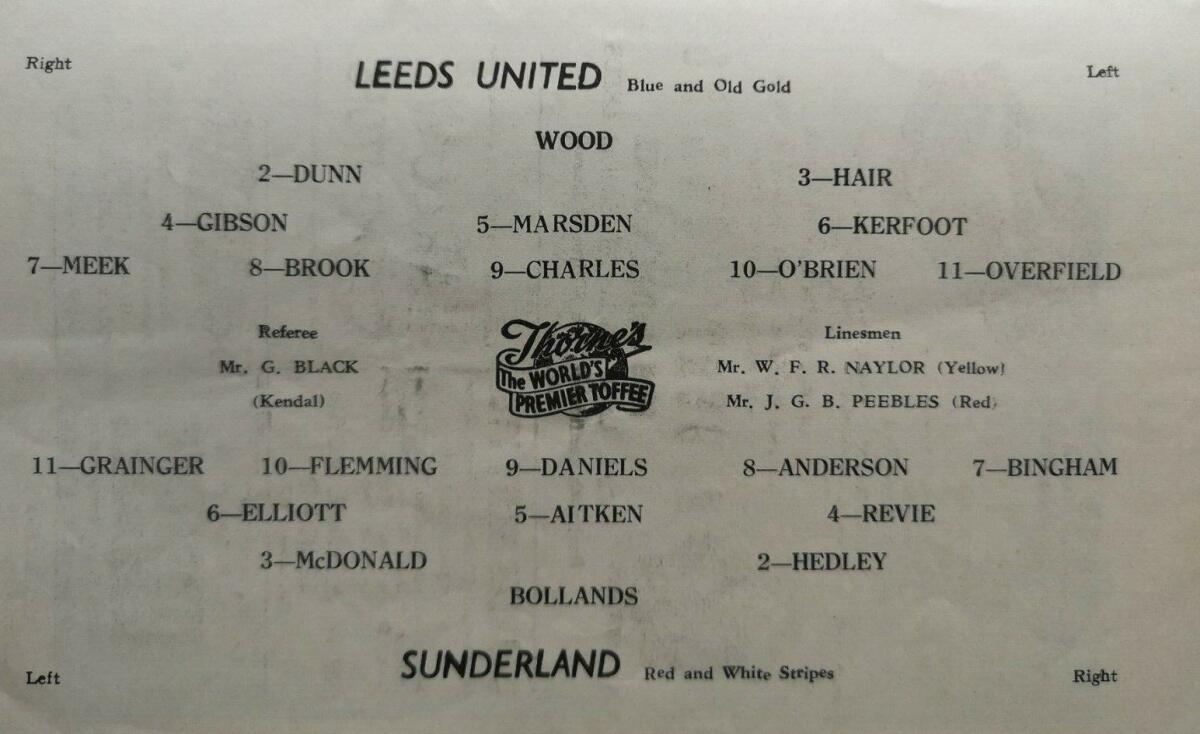 Right
LEEDS UNITED Blue and Old Gold
Left
WOOD
2—DUNN 3—HAIR
4—GIBSON 5—MARSDEN 6—KERFOOT
7—MEEK 8—BROOK 9—CHARLES 10—O'BRIEN 11—OVERFIELD
Referee
Mr. G. BLACK
(Kendal)
Thorne's
The WORLD'S
PREMIER TOFFEE
Linesmen
Mr. W. F. R. NAYLOR (Yellow)
Mr. J. G. B. PEEBLES (Red)
11—GRAINGER 10—FLEMMING 9—DANIELS 8—ANDERSON 7—BINGHAM
6—ELLIOTT 5—AITKEN 4—REVIE
3—McDONALD 2—HEDLEY
BOLLANDS
Left
SUNDERLAND Red and White Stripes
Right